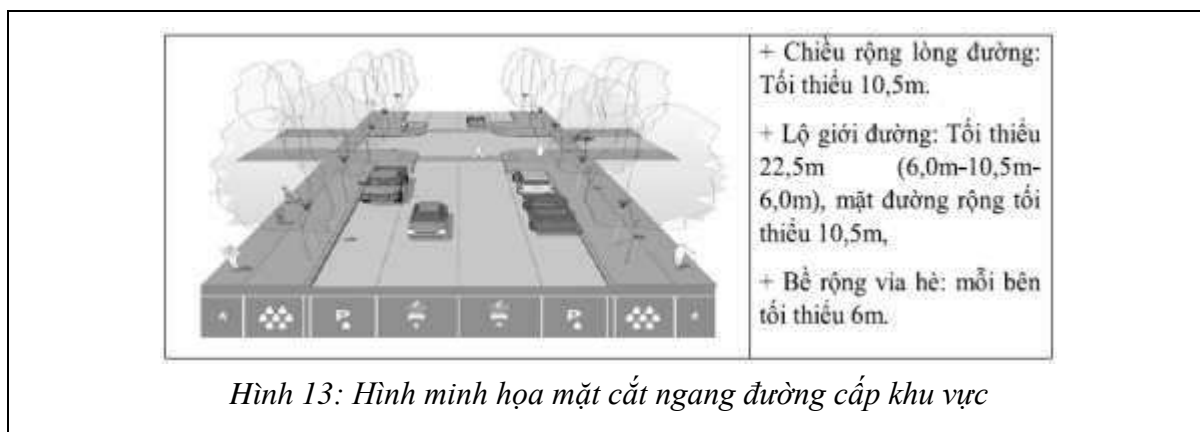 + Chiều rộng lòng đường:
Tối thiểu 10,5m.
+ Lộ giới đường: Tối thiểu
22,5m (6,0m-10,5m-
6,0m), mặt đường rộng tối
thiểu 10,5m,
+ Bề rộng vỉa hè: mỗi bên
tối thiểu 6m.
P P
Hình 13: Hình minh họa mặt cắt ngang đường cấp khu vực